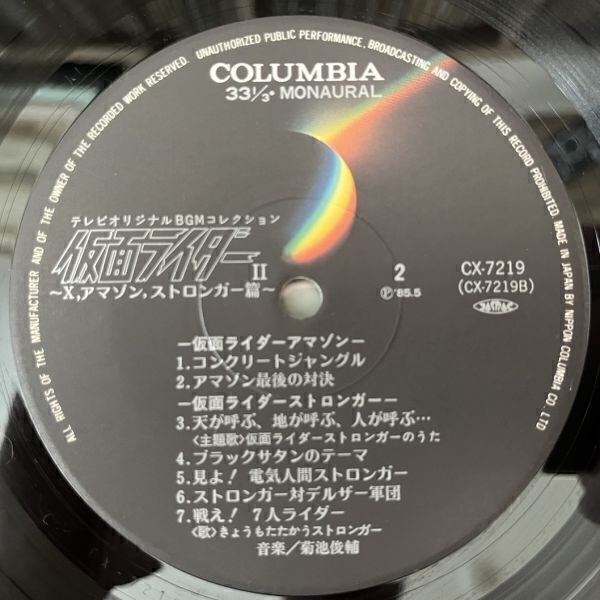 ALL RIGHTS OF THE MANUFACTURER AND OF THE OWNER OF THE RECORDED WORK RESERVED. UNAUTHORIZED PUBLIC PERFORMANCE, BROADCASTING AND COPYING OF THIS RECORD PROHIBITED. MADE IN JAPAN BY NIPPON COLUMBIA CO. LTD
COLUMBIA
33⅓• MONAURAL
テレビオリジナルBGMコレクション
仮面ライダー II
〜X,アマゾン,ストロンガー篇〜
2
Ⓟ'85.5
CX-7219
(CX-7219B)
ー仮面ライダーアマゾンー
1.コンクリートジャングル
2.アマゾン最後の対決
ー仮面ライダーストロンガーー
3.天が呼ぶ、地が呼ぶ、人が呼ぶ…
〈主題歌〉仮面ライダーストロンガーのうた
4.ブラックサタンのテーマ
5.見よ! 電気人間ストロンガー
6.ストロンガー対デルザー軍団
7.戦え! 7人ライダー
〈歌〉きょうもたたかうストロンガー
音楽/菊池俊輔